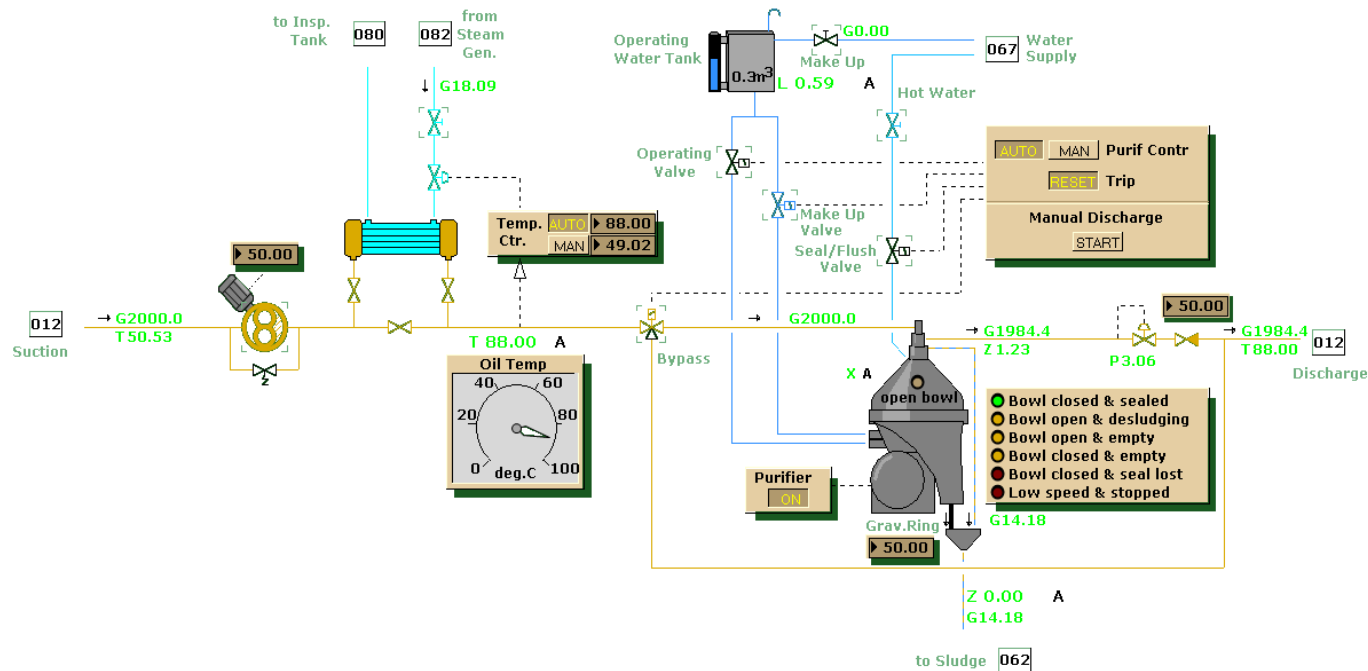 to Insp.
Tank
080
082
from
Steam
Gen.
G18.09
Operating
Water Tank
0.3m³
L 0.59 A
G0.00
Make Up
067
Water
Supply
Hot Water
Operating
Valve
Make Up
Valve
Seal/Flush
Valve
AUTO MAN Purif Contr
RESET Trip
Manual Discharge
START
Temp.
Ctr.
AUTO 88.00
MAN 49.02
50.00
012
Suction
G2000.0
T50.53
z
T 88.00 A
Oil Temp
0 20 40 60 80 100
deg.C
Bypass
G2000.0
X A
open bowl
G1984.4
Z1.23
50.00
P3.06
G1984.4
T88.00
012
Discharge
Bowl closed & sealed
Bowl open & desludging
Bowl open & empty
Bowl closed & empty
Bowl closed & seal lost
Low speed & stopped
Purifier
ON
Grav.Ring
50.00
G14.18
Z 0.00 A
G14.18
to Sludge 062